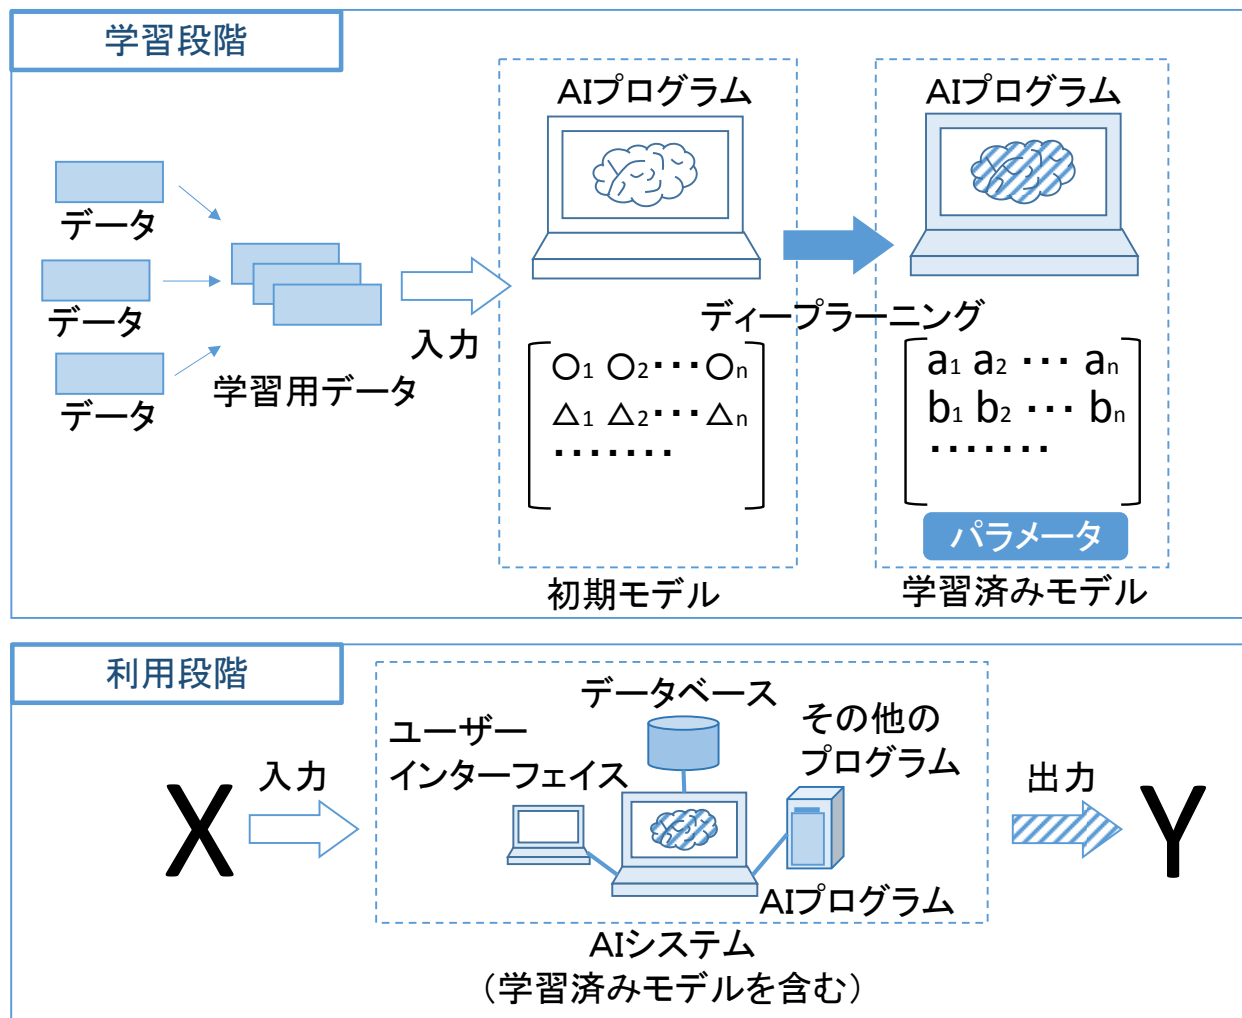 学習段階
AIプログラム
AIプログラム
データ
データ
データ
学習用データ
入力
ディープラーニング
○1 ○2 ・・・ ○n
△1 △2 ・・・ △n
・・・・・・・
a1 a2 ・・・ an
b1 b2 ・・・ bn
・・・・・・・
パラメータ
初期モデル
学習済みモデル
利用段階
X
入力
ユーザー
インターフェイス
データベース
その他の
プログラム
AIプログラム
出力
Y
AIシステム
（学習済みモデルを含む）